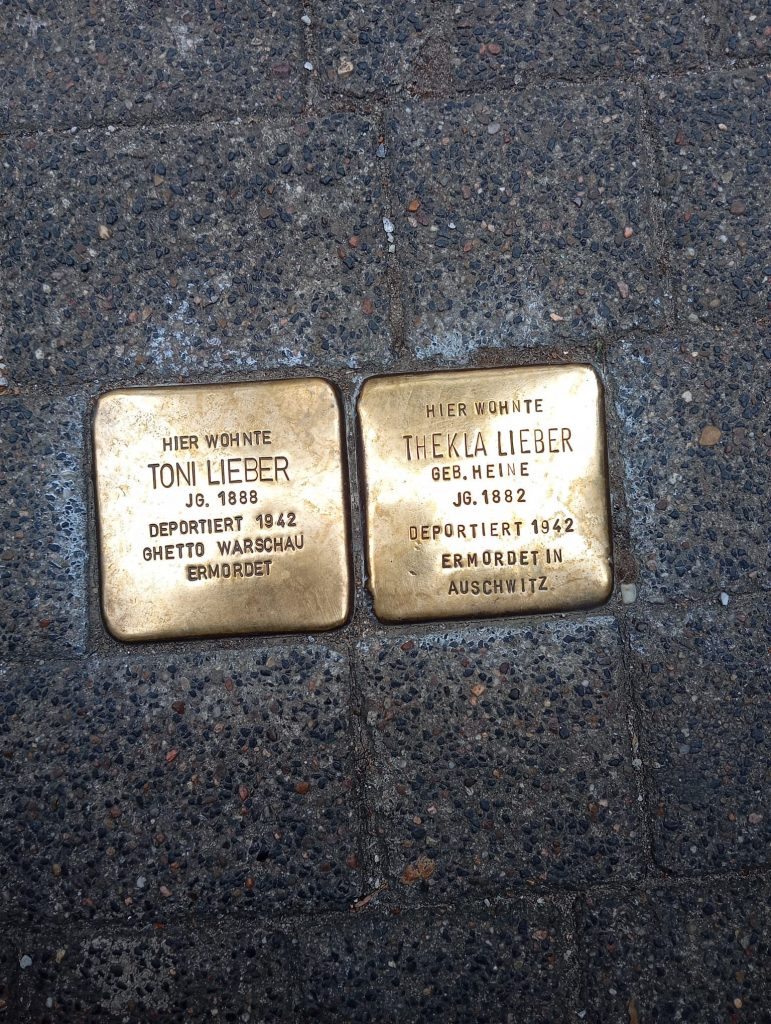 HIER WOHNTE
TONI LIEBER
JG. 1888
DEPORTIERT 1942
GHETTO WARSCHAU
ERMORDET
HIER WOHNTE
THEKLA LIEBER
GEB. HEINE
JG. 1882
DEPORTIERT 1942
ERMORDET IN
AUSCHWITZ